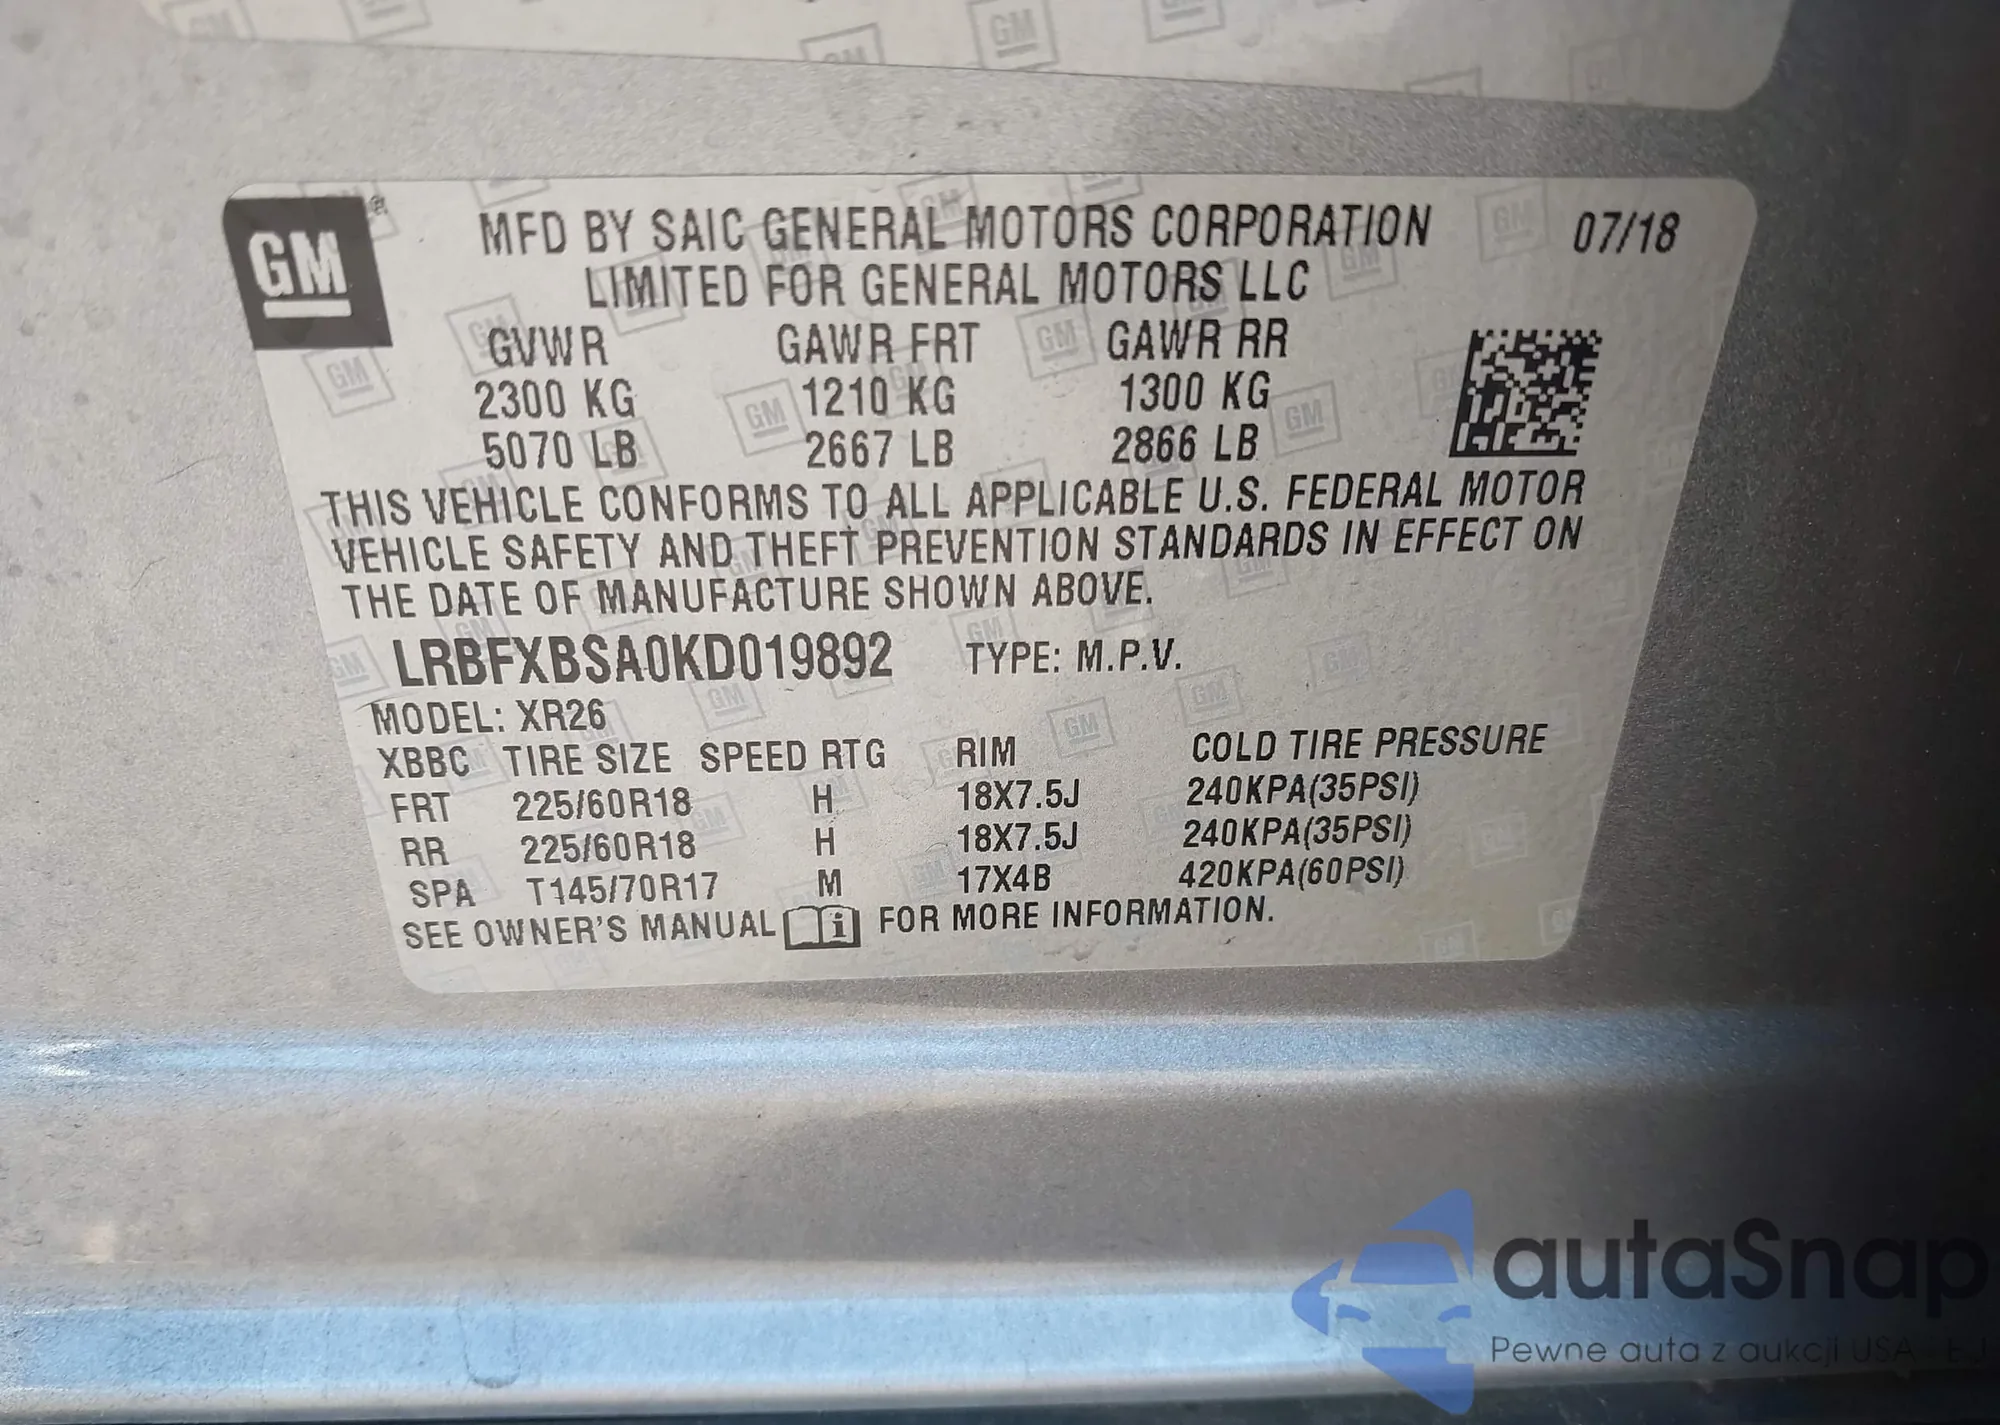 GM
MFD BY SAIC GENERAL MOTORS CORPORATION 07/18
LIMITED FOR GENERAL MOTORS LLC
GVWR GAWR FRT GAWR RR
2300 KG 1210 KG 1300 KG
5070 LB 2667 LB 2866 LB
THIS VEHICLE CONFORMS TO ALL APPLICABLE U.S. FEDERAL MOTOR
VEHICLE SAFETY AND THEFT PREVENTION STANDARDS IN EFFECT ON
THE DATE OF MANUFACTURE SHOWN ABOVE.
LRBFXBSA0KD019892 TYPE: M.P.V.
MODEL: XR26
XBBC TIRE SIZE SPEED RTG RIM COLD TIRE PRESSURE
FRT 225/60R18 H 18X7.5J 240KPA(35PSI)
RR 225/60R18 H 18X7.5J 240KPA(35PSI)
SPA T145/70R17 M 17X4B 420KPA(60PSI)
SEE OWNER'S MANUAL i FOR MORE INFORMATION.
autaSnap
Pewne auta z aukcji USA - EJ